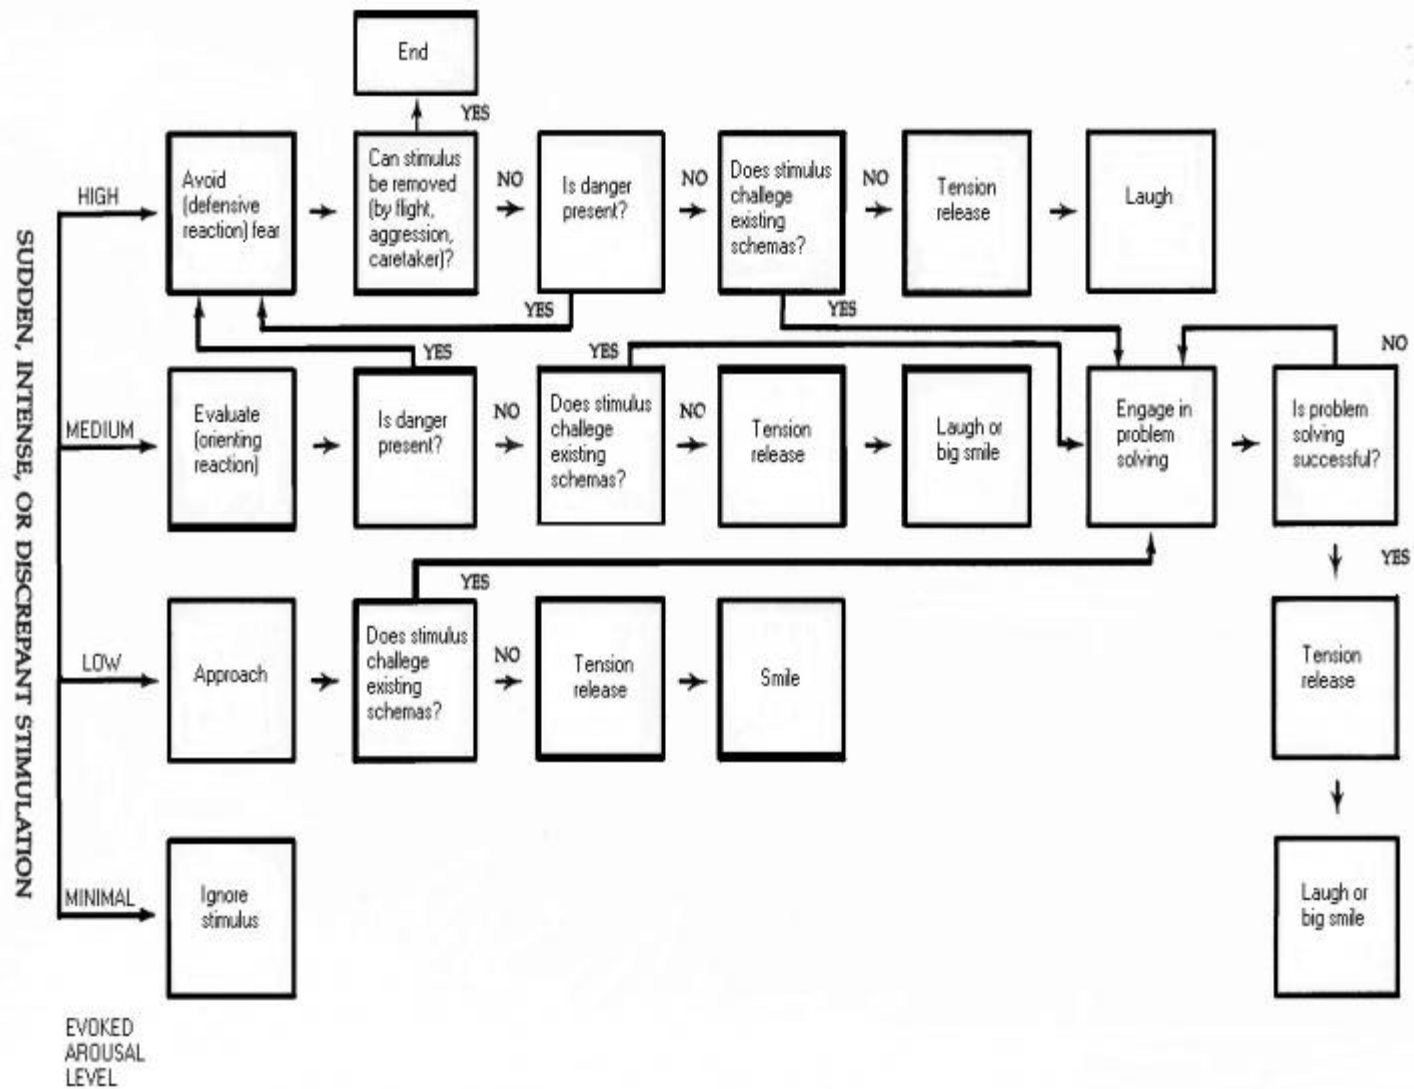 SUDDEN, INTENSE, OR DISCREPANT STIMULATION
End
YES
HIGH
Avoid
(defensive
reaction) fear
Can stimulus
be removed
(by flight,
aggression,
caretaker)?
NO
Is danger
present?
NO
Does stimulus
challege
existing
schemas?
NO
Tension
release
Laugh
YES
YES
MEDIUM
Evaluate
(orienting
reaction)
YES
Is danger
present?
NO
YES
Does stimulus
challege
existing
schemas?
NO
Tension
release
Laugh or
big smile
Engage in
problem
solving
NO
Is problem
solving
successful?
YES
LOW
Approach
YES
Does stimulus
challege
existing
schemas?
NO
Tension
release
Smile
Tension
release
MINIMAL
Ignore
stimulus
Laugh or
big smile
EVOKED
AROUSAL
LEVEL